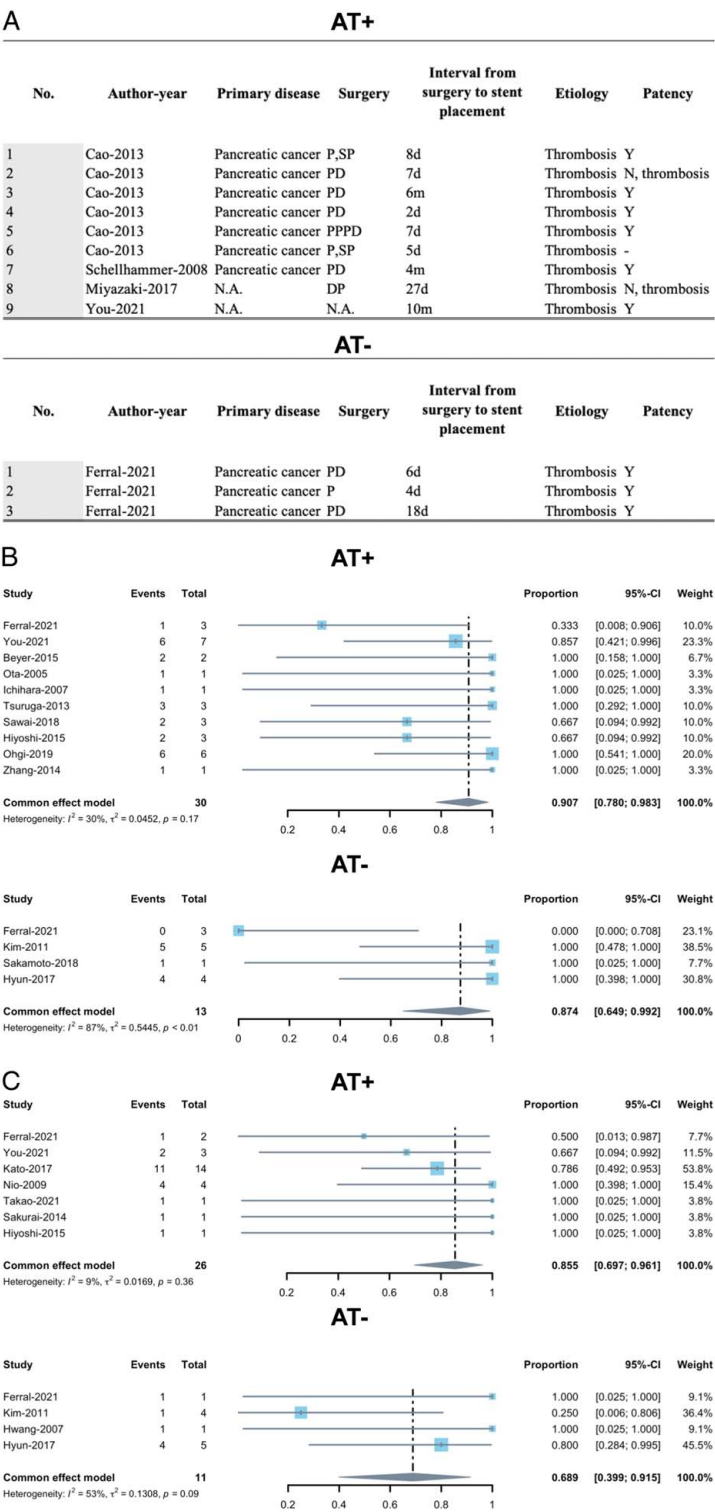 A
AT+
No. Author-year Primary disease Surgery Interval from surgery to stent placement Etiology Patency
1 Cao-2013 Pancreatic cancer P,SP 8d Thrombosis Y
2 Cao-2013 Pancreatic cancer PD 7d Thrombosis N, thrombosis
3 Cao-2013 Pancreatic cancer PD 6m Thrombosis Y
4 Cao-2013 Pancreatic cancer PD 2d Thrombosis Y
5 Cao-2013 Pancreatic cancer PPPD 7d Thrombosis Y
6 Cao-2013 Pancreatic cancer P,SP 5d Thrombosis -
7 Schellhammer-2008 Pancreatic cancer PD 4m Thrombosis Y
8 Miyazaki-2017 N.A. DP 27d Thrombosis N, thrombosis
9 You-2021 N.A. N.A. 10m Thrombosis Y
AT-
No. Author-year Primary disease Surgery Interval from surgery to stent placement Etiology Patency
1 Ferral-2021 Pancreatic cancer PD 6d Thrombosis Y
2 Ferral-2021 Pancreatic cancer P 4d Thrombosis Y
3 Ferral-2021 Pancreatic cancer PD 18d Thrombosis Y
B
AT+
Study Events Total Proportion 95%-CI Weight
Ferral-2021 1 3 0.333 [0.008; 0.906] 10.0%
You-2021 6 7 0.857 [0.421; 0.996] 23.3%
Beyer-2015 2 2 1.000 [0.158; 1.000] 6.7%
Ota-2005 1 1 1.000 [0.025; 1.000] 3.3%
Ichihara-2007 1 1 1.000 [0.025; 1.000] 3.3%
Tsuruga-2013 3 3 1.000 [0.292; 1.000] 10.0%
Sawai-2018 2 3 0.667 [0.094; 0.992] 10.0%
Hiyoshi-2015 2 3 0.667 [0.094; 0.992] 10.0%
Ohgi-2019 6 6 1.000 [0.541; 1.000] 20.0%
Zhang-2014 1 1 1.000 [0.025; 1.000] 3.3%
Common effect model 30 0.907 [0.780; 0.983] 100.0%
Heterogeneity: I² = 30%, τ² = 0.0452, p = 0.17
0.2 0.4 0.6 0.8 1
AT-
Study Events Total Proportion 95%-CI Weight
Ferral-2021 0 3 0.000 [0.000; 0.708] 23.1%
Kim-2011 5 5 1.000 [0.478; 1.000] 38.5%
Sakamoto-2018 1 1 1.000 [0.025; 1.000] 7.7%
Hyun-2017 4 4 1.000 [0.398; 1.000] 30.8%
Common effect model 13 0.874 [0.649; 0.992] 100.0%
Heterogeneity: I² = 87%, τ² = 0.5445, p < 0.01
0 0.2 0.4 0.6 0.8 1
C
AT+
Study Events Total Proportion 95%-CI Weight
Ferral-2021 1 2 0.500 [0.013; 0.987] 7.7%
You-2021 2 3 0.667 [0.094; 0.992] 11.5%
Kato-2017 11 14 0.786 [0.492; 0.953] 53.8%
Nio-2009 4 4 1.000 [0.398; 1.000] 15.4%
Takao-2021 1 1 1.000 [0.025; 1.000] 3.8%
Sakurai-2014 1 1 1.000 [0.025; 1.000] 3.8%
Hiyoshi-2015 1 1 1.000 [0.025; 1.000] 3.8%
Common effect model 26 0.855 [0.697; 0.961] 100.0%
Heterogeneity: I² = 9%, τ² = 0.0169, p = 0.36
0.2 0.4 0.6 0.8 1
AT-
Study Events Total Proportion 95%-CI Weight
Ferral-2021 1 1 1.000 [0.025; 1.000] 9.1%
Kim-2011 1 4 0.250 [0.006; 0.806] 36.4%
Hwang-2007 1 1 1.000 [0.025; 1.000] 9.1%
Hyun-2017 4 5 0.800 [0.284; 0.995] 45.5%
Common effect model 11 0.689 [0.399; 0.915] 100.0%
Heterogeneity: I² = 53%, τ² = 0.1308, p = 0.09
0.2 0.4 0.6 0.8 1